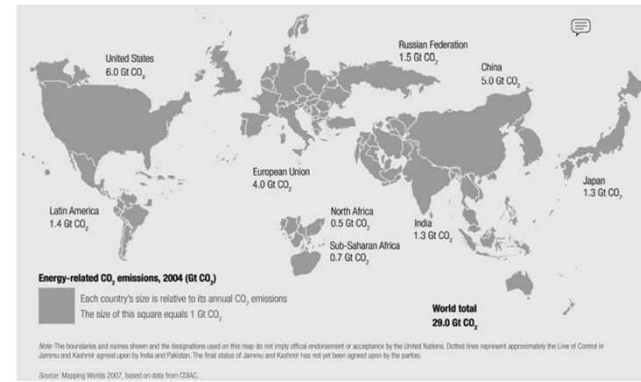 United States
6.0 Gt CO2
Russian Federation
1.5 Gt CO2
China
5.0 Gt CO2
European Union
4.0 Gt CO2
Japan
1.3 Gt CO2
Latin America
1.4 Gt CO2
North Africa
0.5 Gt CO2
India
1.3 Gt CO2
Sub-Saharan Africa
0.7 Gt CO2
Energy-related CO2 emissions, 2004 (Gt CO2)
Each country's size is relative to its annual CO2 emissions
The size of this square equals 1 Gt CO2
World total
29.0 Gt CO2
Note: The boundaries and names shown and the designations used on this map do not imply official endorsement or acceptance by the United Nations. Dotted lines represent approximately the Line of Control in
Jammu and Kashmir agreed upon by India and Pakistan. The final status of Jammu and Kashmir has not yet been agreed upon by the parties.
Source: Mapping Worlds 2007, based on data from CDIAC.